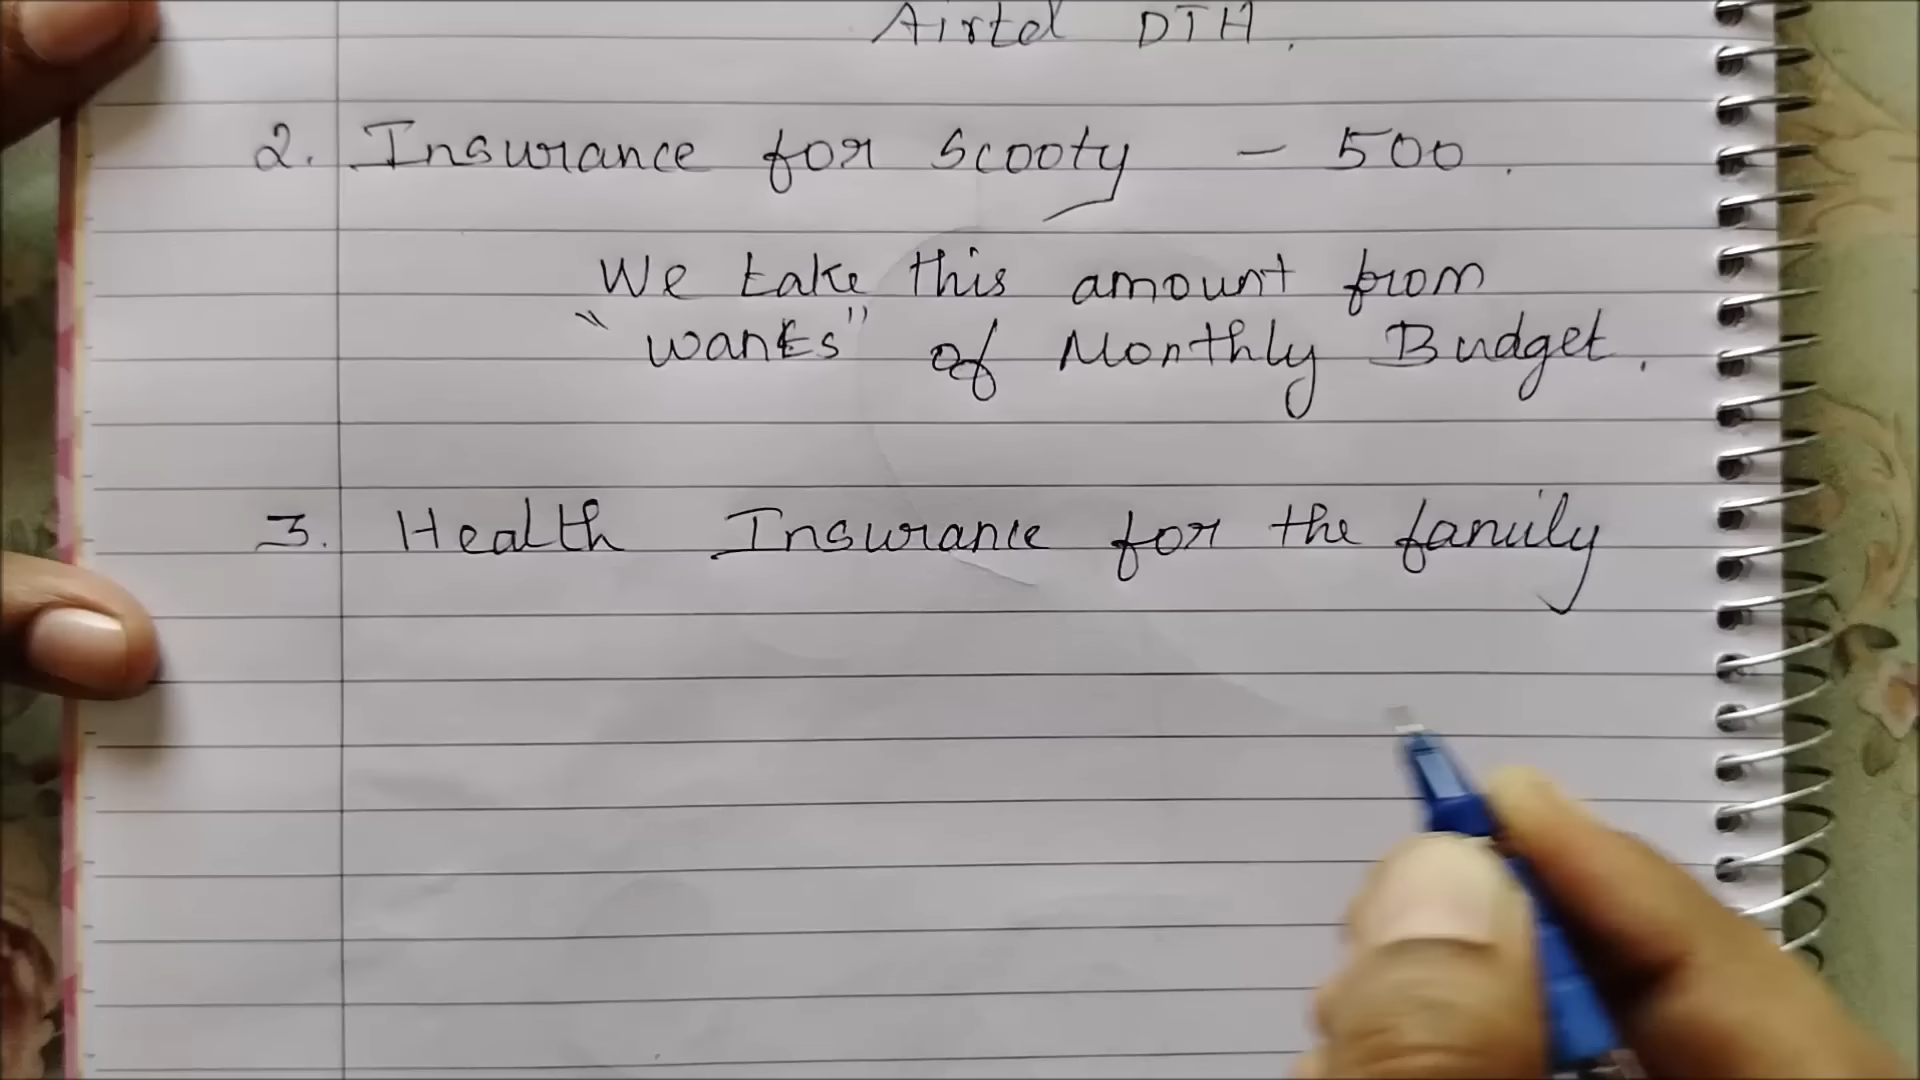 Airtel DTH.
2. Insurance for Scooty - 500.
We take this amount from
"wants" of Monthly Budget.
3. Health Insurance for the family